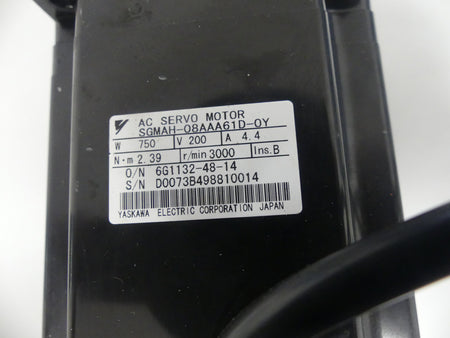 AC SERVO MOTOR
SGMAH-08AAA61D-OY
W 750 V 200 A 4.4
N·m 2.39 r/min 3000 Ins.B
O/N 6G1132-48-14
S/N D0073B498810014
YASKAWA ELECTRIC CORPORATION JAPAN